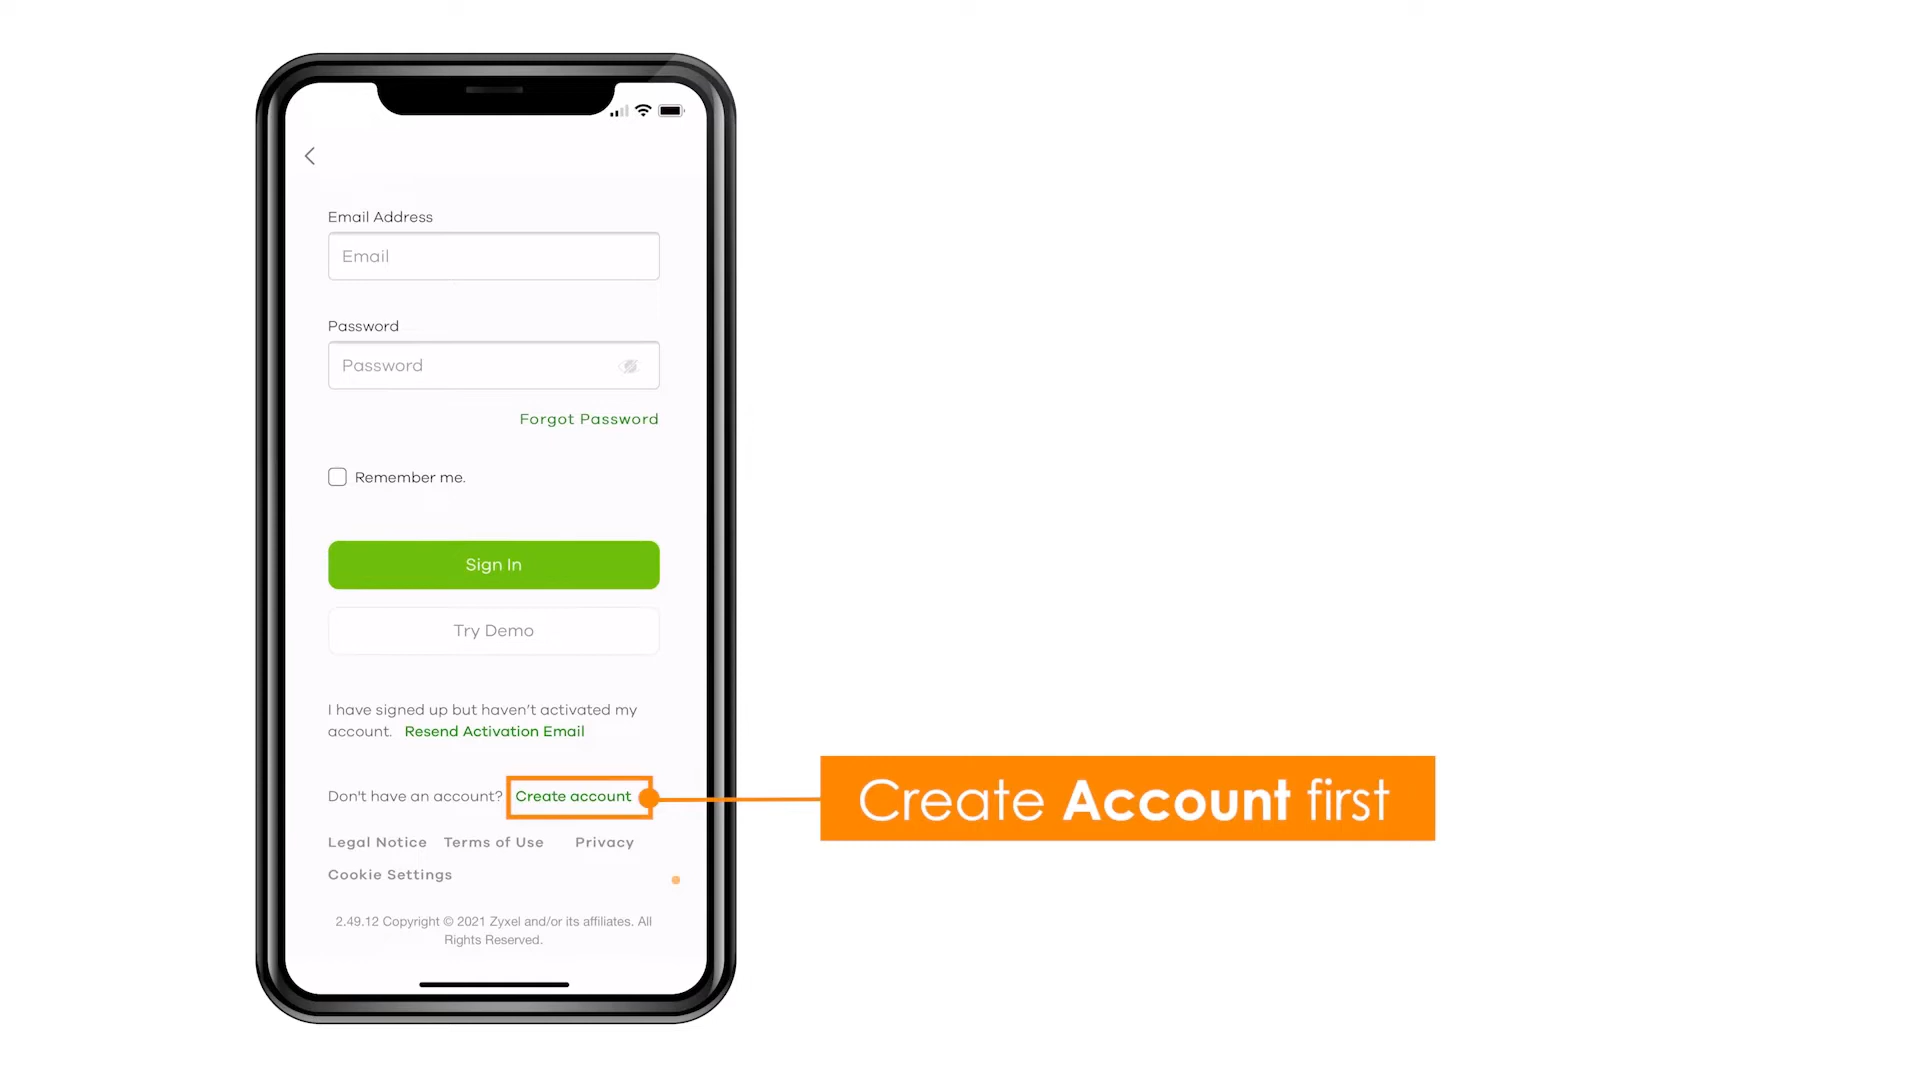 Email Address
Email
Password
Password
Forgot Password
Remember me.
Sign In
Try Demo
I have signed up but haven't activated my
account. Resend Activation Email
Don't have an account? Create account
Create Account first
Legal Notice Terms of Use Privacy
Cookie Settings
2.49.12 Copyright © 2021 Zyxel and/or its affiliates. All
Rights Reserved.